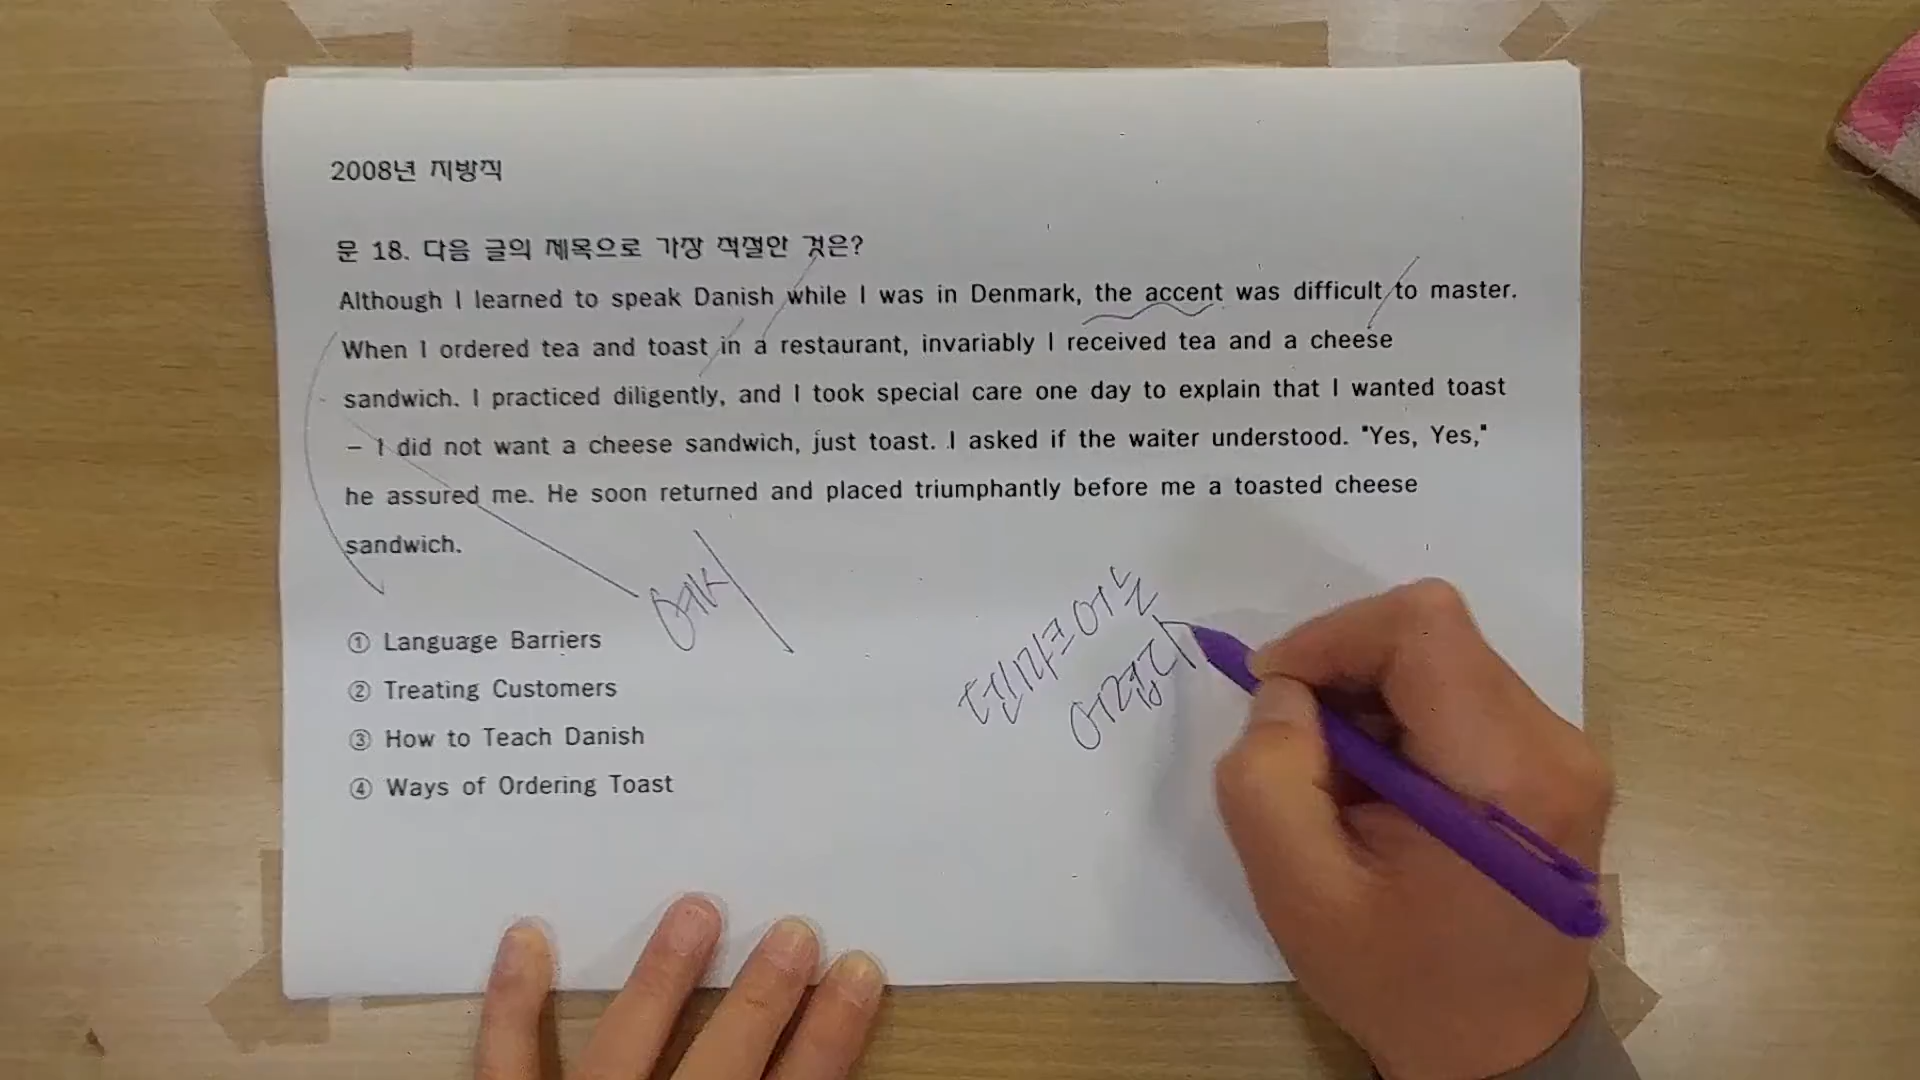 2008년 지방직
문 18. 다음 글의 제목으로 가장 적절한 것은?
Although I learned to speak Danish while I was in Denmark, the accent was difficult to master.
When I ordered tea and toast in a restaurant, invariably I received tea and a cheese
sandwich. I practiced diligently, and I took special care one day to explain that I wanted toast
– I did not want a cheese sandwich, just toast. I asked if the waiter understood. "Yes, Yes,"
he assured me. He soon returned and placed triumphantly before me a toasted cheese
sandwich.
예시
① Language Barriers
② Treating Customers
③ How to Teach Danish
④ Ways of Ordering Toast
덴마크어는
어렵다